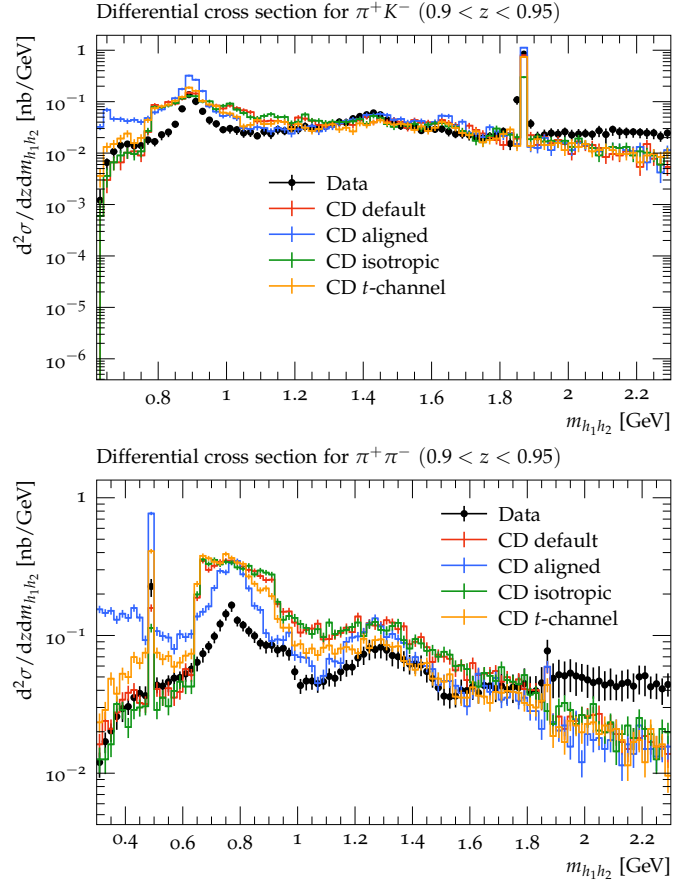 Differential cross section for π⁺K⁻ (0.9 < z < 0.95)
d²σ/dzdm_{h₁h₂} [nb/GeV]
1
10⁻¹
10⁻²
10⁻³
10⁻⁴
10⁻⁵
10⁻⁶
Data
CD default
CD aligned
CD isotropic
CD t-channel
0.8 1 1.2 1.4 1.6 1.8 2 2.2
m_{h₁h₂} [GeV]
Differential cross section for π⁺π⁻ (0.9 < z < 0.95)
d²σ/dzdm_{h₁h₂} [nb/GeV]
1
10⁻¹
10⁻²
Data
CD default
CD aligned
CD isotropic
CD t-channel
0.4 0.6 0.8 1 1.2 1.4 1.6 1.8 2 2.2
m_{h₁h₂} [GeV]